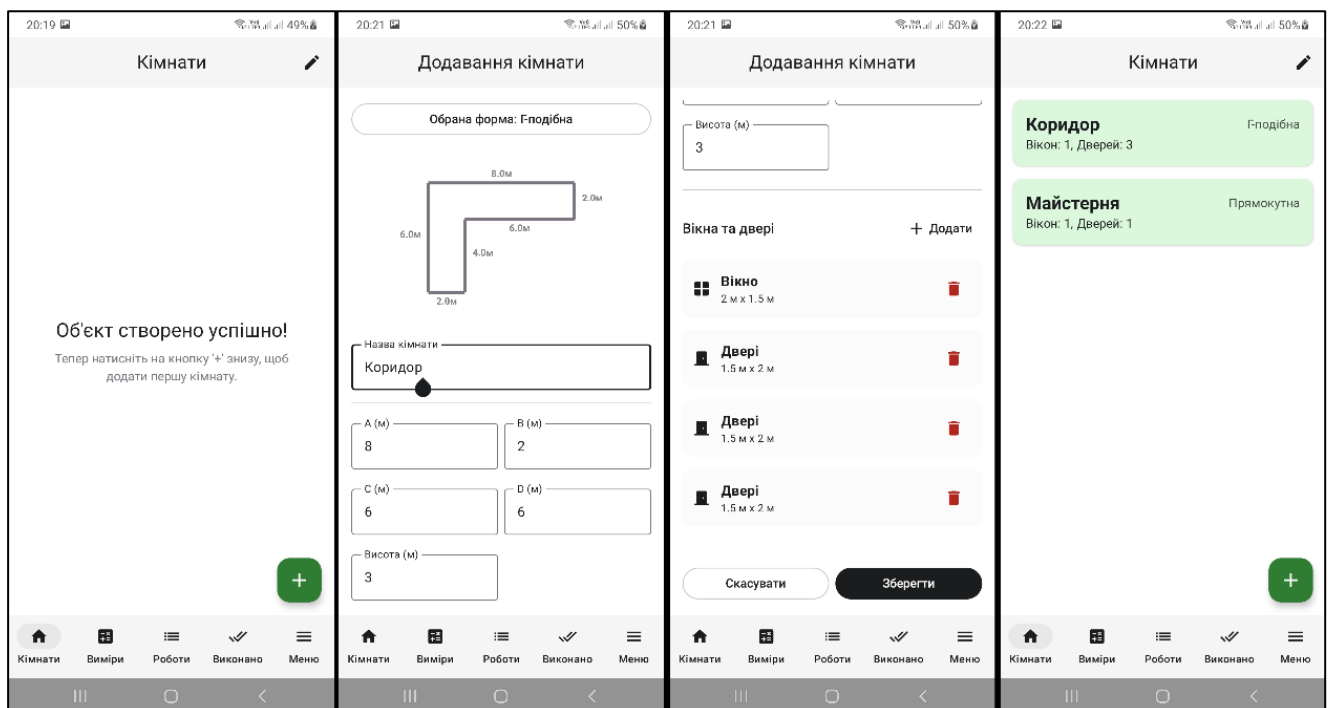 20:19
49%
Кімнати
Об'єкт створено успішно!
Тепер натисніть на кнопку '+' знизу, щоб
додати першу кімнату.
+
Кімнати Виміри Роботи Виконано Меню
20:21
50%
Додавання кімнати
Обрана форма: Г-подібна
8.0м
2.0м
6.0м
6.0м
4.0м
2.0м
Назва кімнати
Коридор
A (м) B (м)
8 2
C (м) D (м)
6 6
Висота (м)
3
Кімнати Виміри Роботи Виконано Меню
20:21
50%
Додавання кімнати
Висота (м)
3
Вікна та двері + Додати
Вікно
2 м x 1.5 м
Двері
1.5 м x 2 м
Двері
1.5 м x 2 м
Двері
1.5 м x 2 м
Скасувати Зберегти
Кімнати Виміри Роботи Виконано Меню
20:22
50%
Кімнати
Коридор Г-подібна
Вікон: 1, Дверей: 3
Майстерня Прямокутна
Вікон: 1, Дверей: 1
+
Кімнати Виміри Роботи Виконано Меню